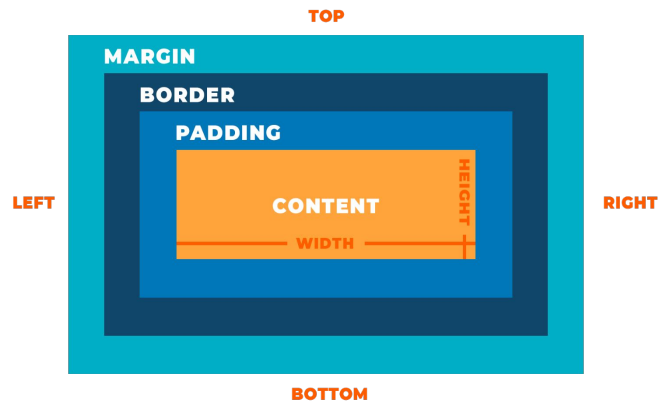 TOP
MARGIN
BORDER
PADDING
HEIGHT
LEFT
CONTENT
RIGHT
WIDTH
BOTTOM